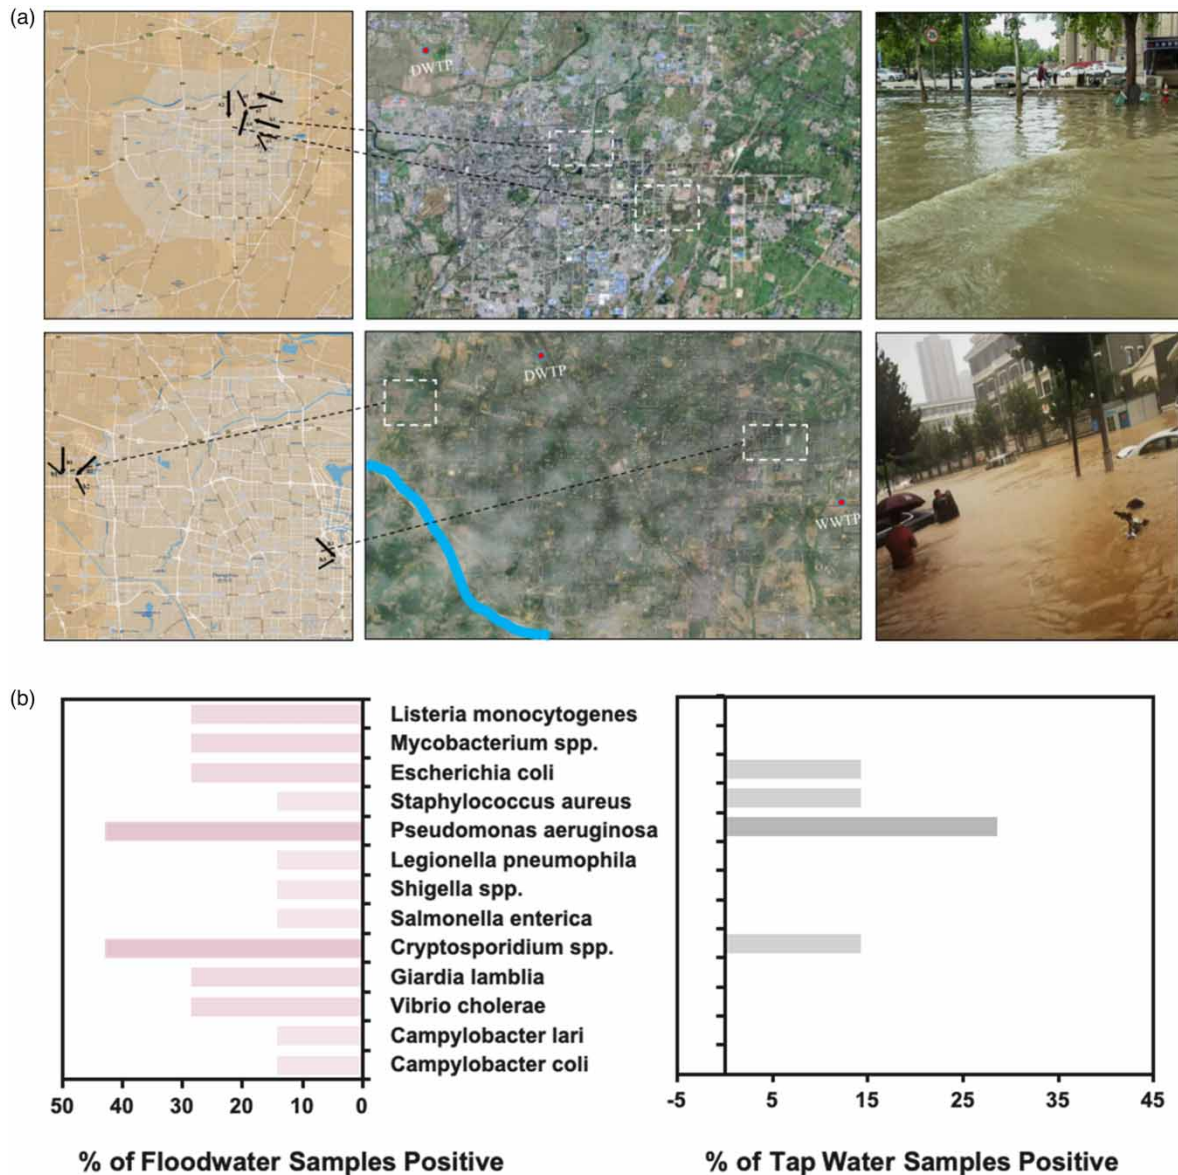 (a)
DWTP
DWTP
WWTP
(b)
Listeria monocytogenes
Mycobacterium spp.
Escherichia coli
Staphylococcus aureus
Pseudomonas aeruginosa
Legionella pneumophila
Shigella spp.
Salmonella enterica
Cryptosporidium spp.
Giardia lamblia
Vibrio cholerae
Campylobacter lari
Campylobacter coli
50 40 30 20 10 0
-5 5 15 25 35 45
% of Floodwater Samples Positive
% of Tap Water Samples Positive